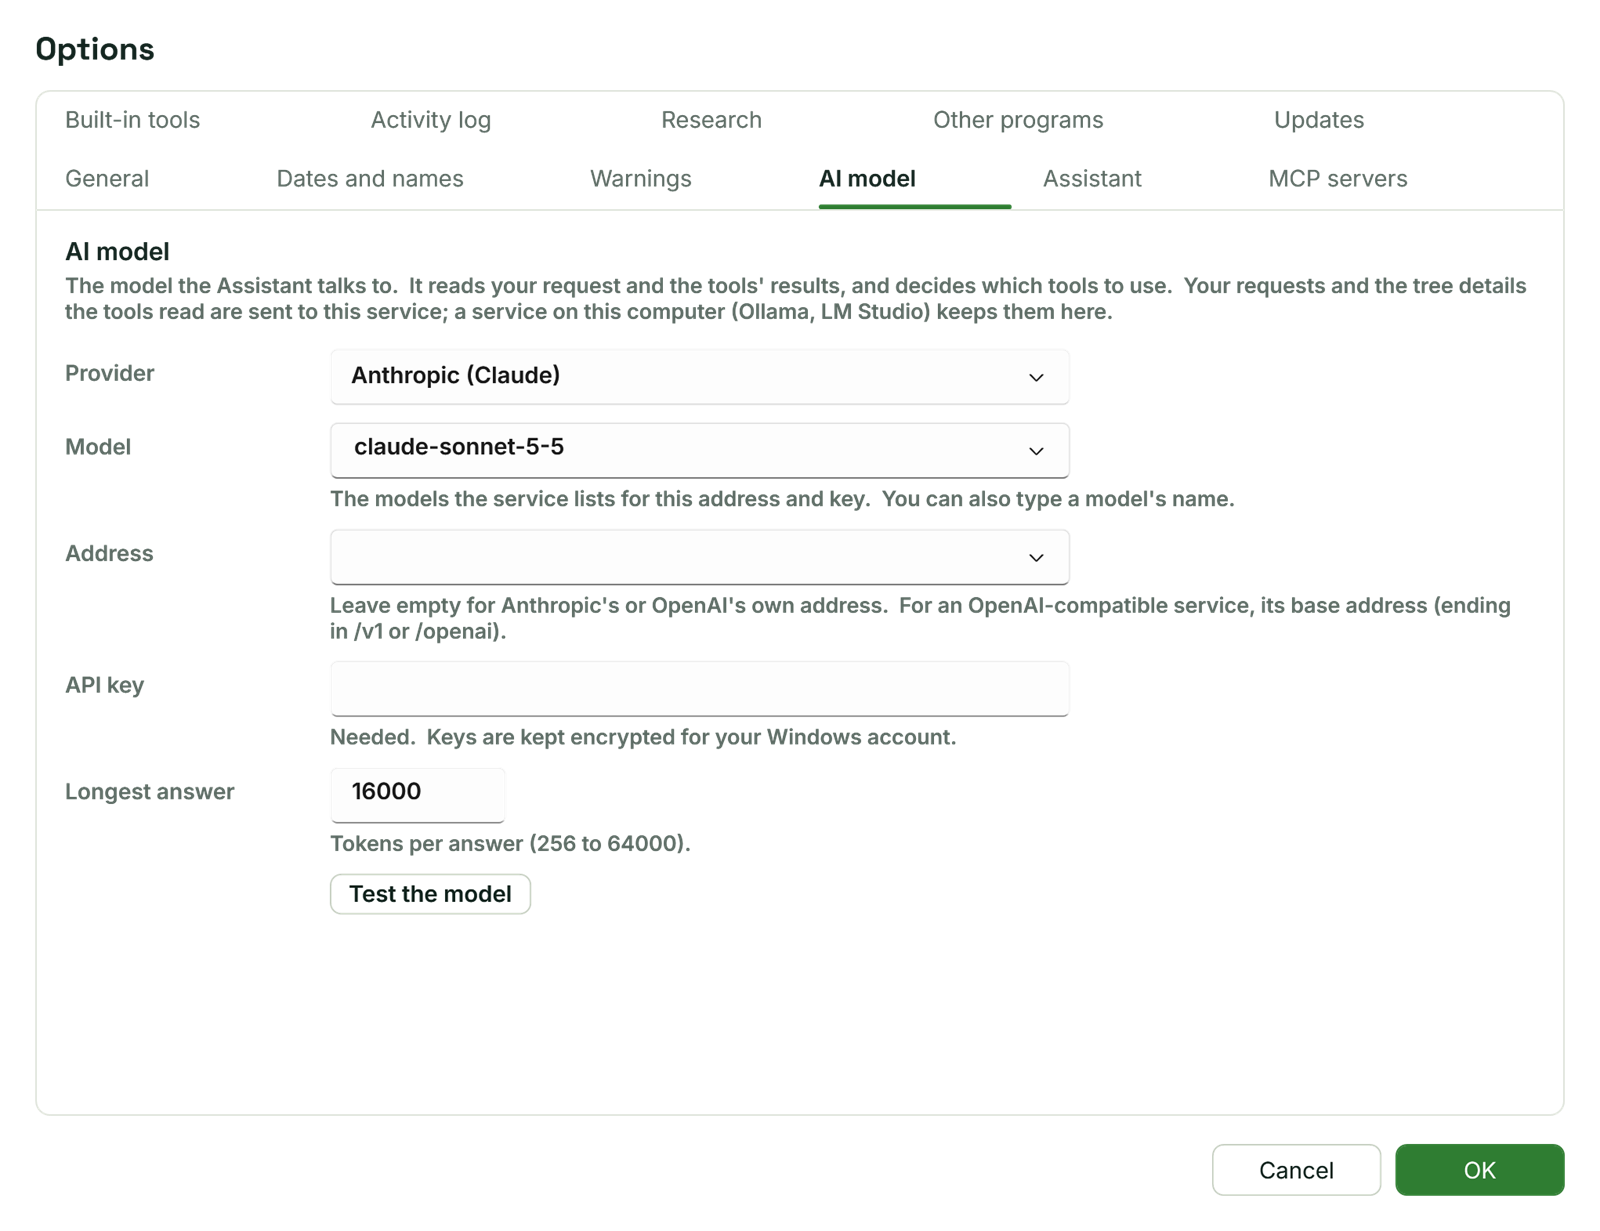 Options
Built-in tools
Activity log
Research
Other programs
Updates
General
Dates and names
Warnings
AI model
Assistant
MCP servers
AI model
The model the Assistant talks to.  It reads your request and the tools' results, and decides which tools to use.  Your requests and the tree details
the tools read are sent to this service; a service on this computer (Ollama, LM Studio) keeps them here.
Provider
Anthropic (Claude)
Model
claude-sonnet-5-5
The models the service lists for this address and key.  You can also type a model's name.
Address
Leave empty for Anthropic's or OpenAI's own address.  For an OpenAI-compatible service, its base address (ending
in /v1 or /openai).
API key
Needed.  Keys are kept encrypted for your Windows account.
Longest answer
16000
Tokens per answer (256 to 64000).
Test the model
Cancel
OK